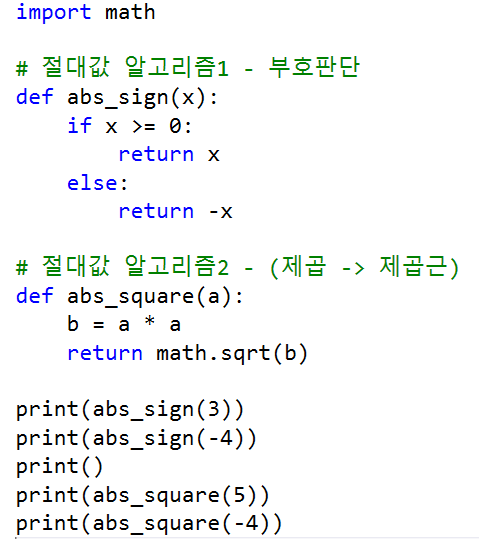 import math

# 절대값 알고리즘1 - 부호판단
def abs_sign(x):
    if x >= 0:
        return x
    else:
        return -x

# 절대값 알고리즘2 - (제곱 -> 제곱근)
def abs_square(a):
    b = a * a
    return math.sqrt(b)

print(abs_sign(3))
print(abs_sign(-4))
print()
print(abs_square(5))
print(abs_square(-4))